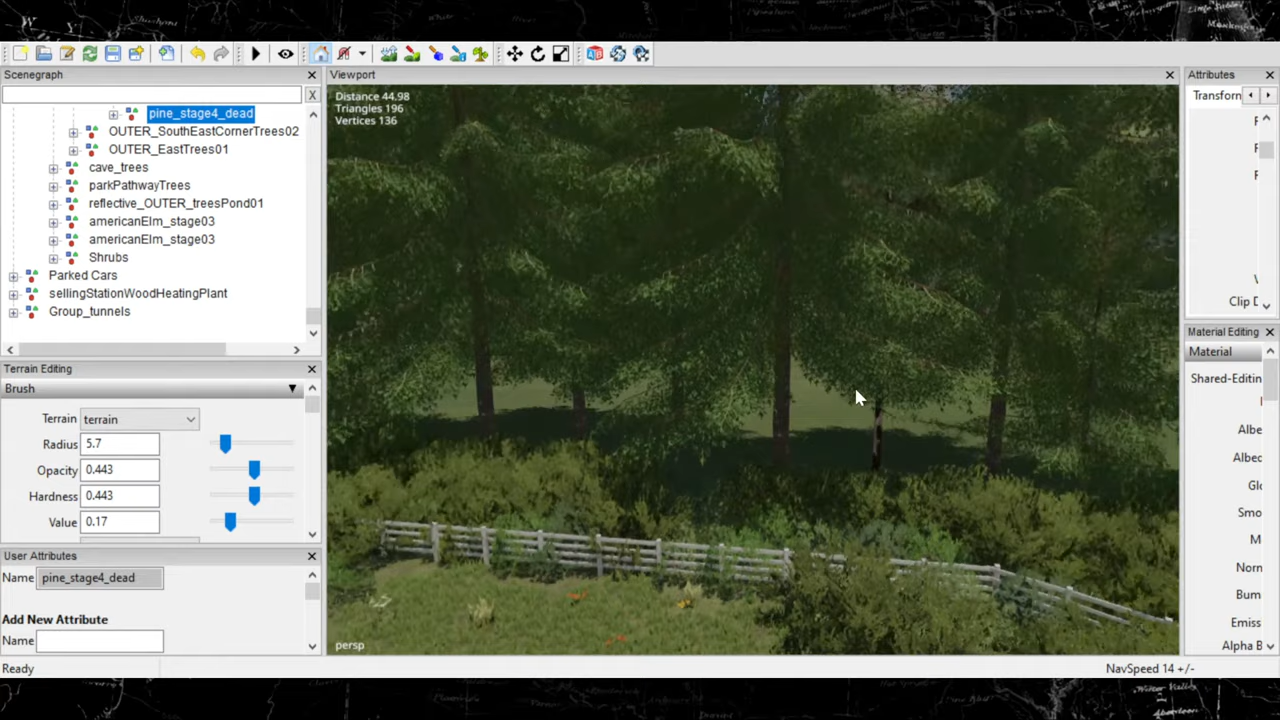 Scenegraph
X
pine_stage4_dead
OUTER_SouthEastCornerTrees02
OUTER_EastTrees01
cave_trees
parkPathwayTrees
reflective_OUTER_treesPond01
americanElm_stage03
americanElm_stage03
Shrubs
Parked Cars
sellingStationWoodHeatingPlant
Group_tunnels
Terrain Editing
Brush
Terrain terrain
Radius 5.7
Opacity 0.443
Hardness 0.443
Value 0.17
User Attributes
Name pine_stage4_dead
Add New Attribute
Name
Ready
Viewport
Distance 44.98
Triangles 196
Vertices 136
persp
Attributes
Transforn
Clip D
Material Editing
Material
Shared-Editin
Albe
Albed
Glo
Smo
M
Norn
Bum
Emiss
Alpha B
NavSpeed 14 +/-